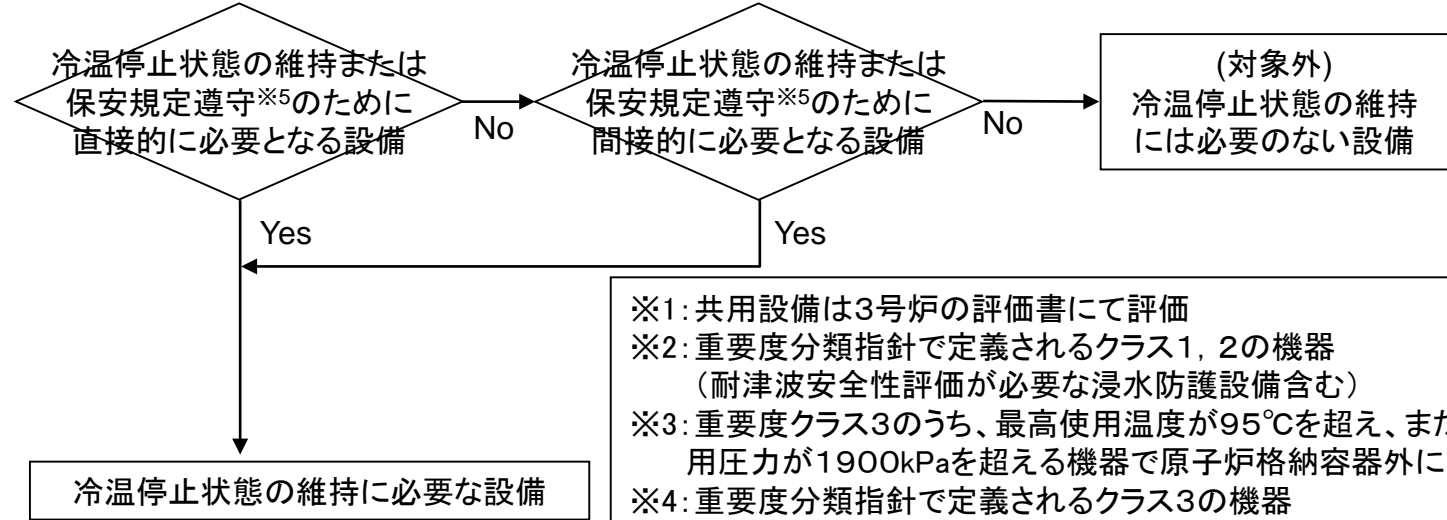 冷温停止状態の維持または
保安規定遵守※5のために
直接的に必要となる設備
No
冷温停止状態の維持または
保安規定遵守※5のために
間接的に必要となる設備
No
(対象外)
冷温停止状態の維持
には必要のない設備
Yes
Yes
冷温停止状態の維持に必要な設備
※1:共用設備は3号炉の評価書にて評価
※2:重要度分類指針で定義されるクラス1,2の機器
(耐津波安全性評価が必要な浸水防護設備含む)
※3:重要度クラス3のうち、最高使用温度が95℃を超え、また
用圧力が1900kPaを超える機器で原子炉格納容器外に
※4:重要度分類指針で定義されるクラス3の機器